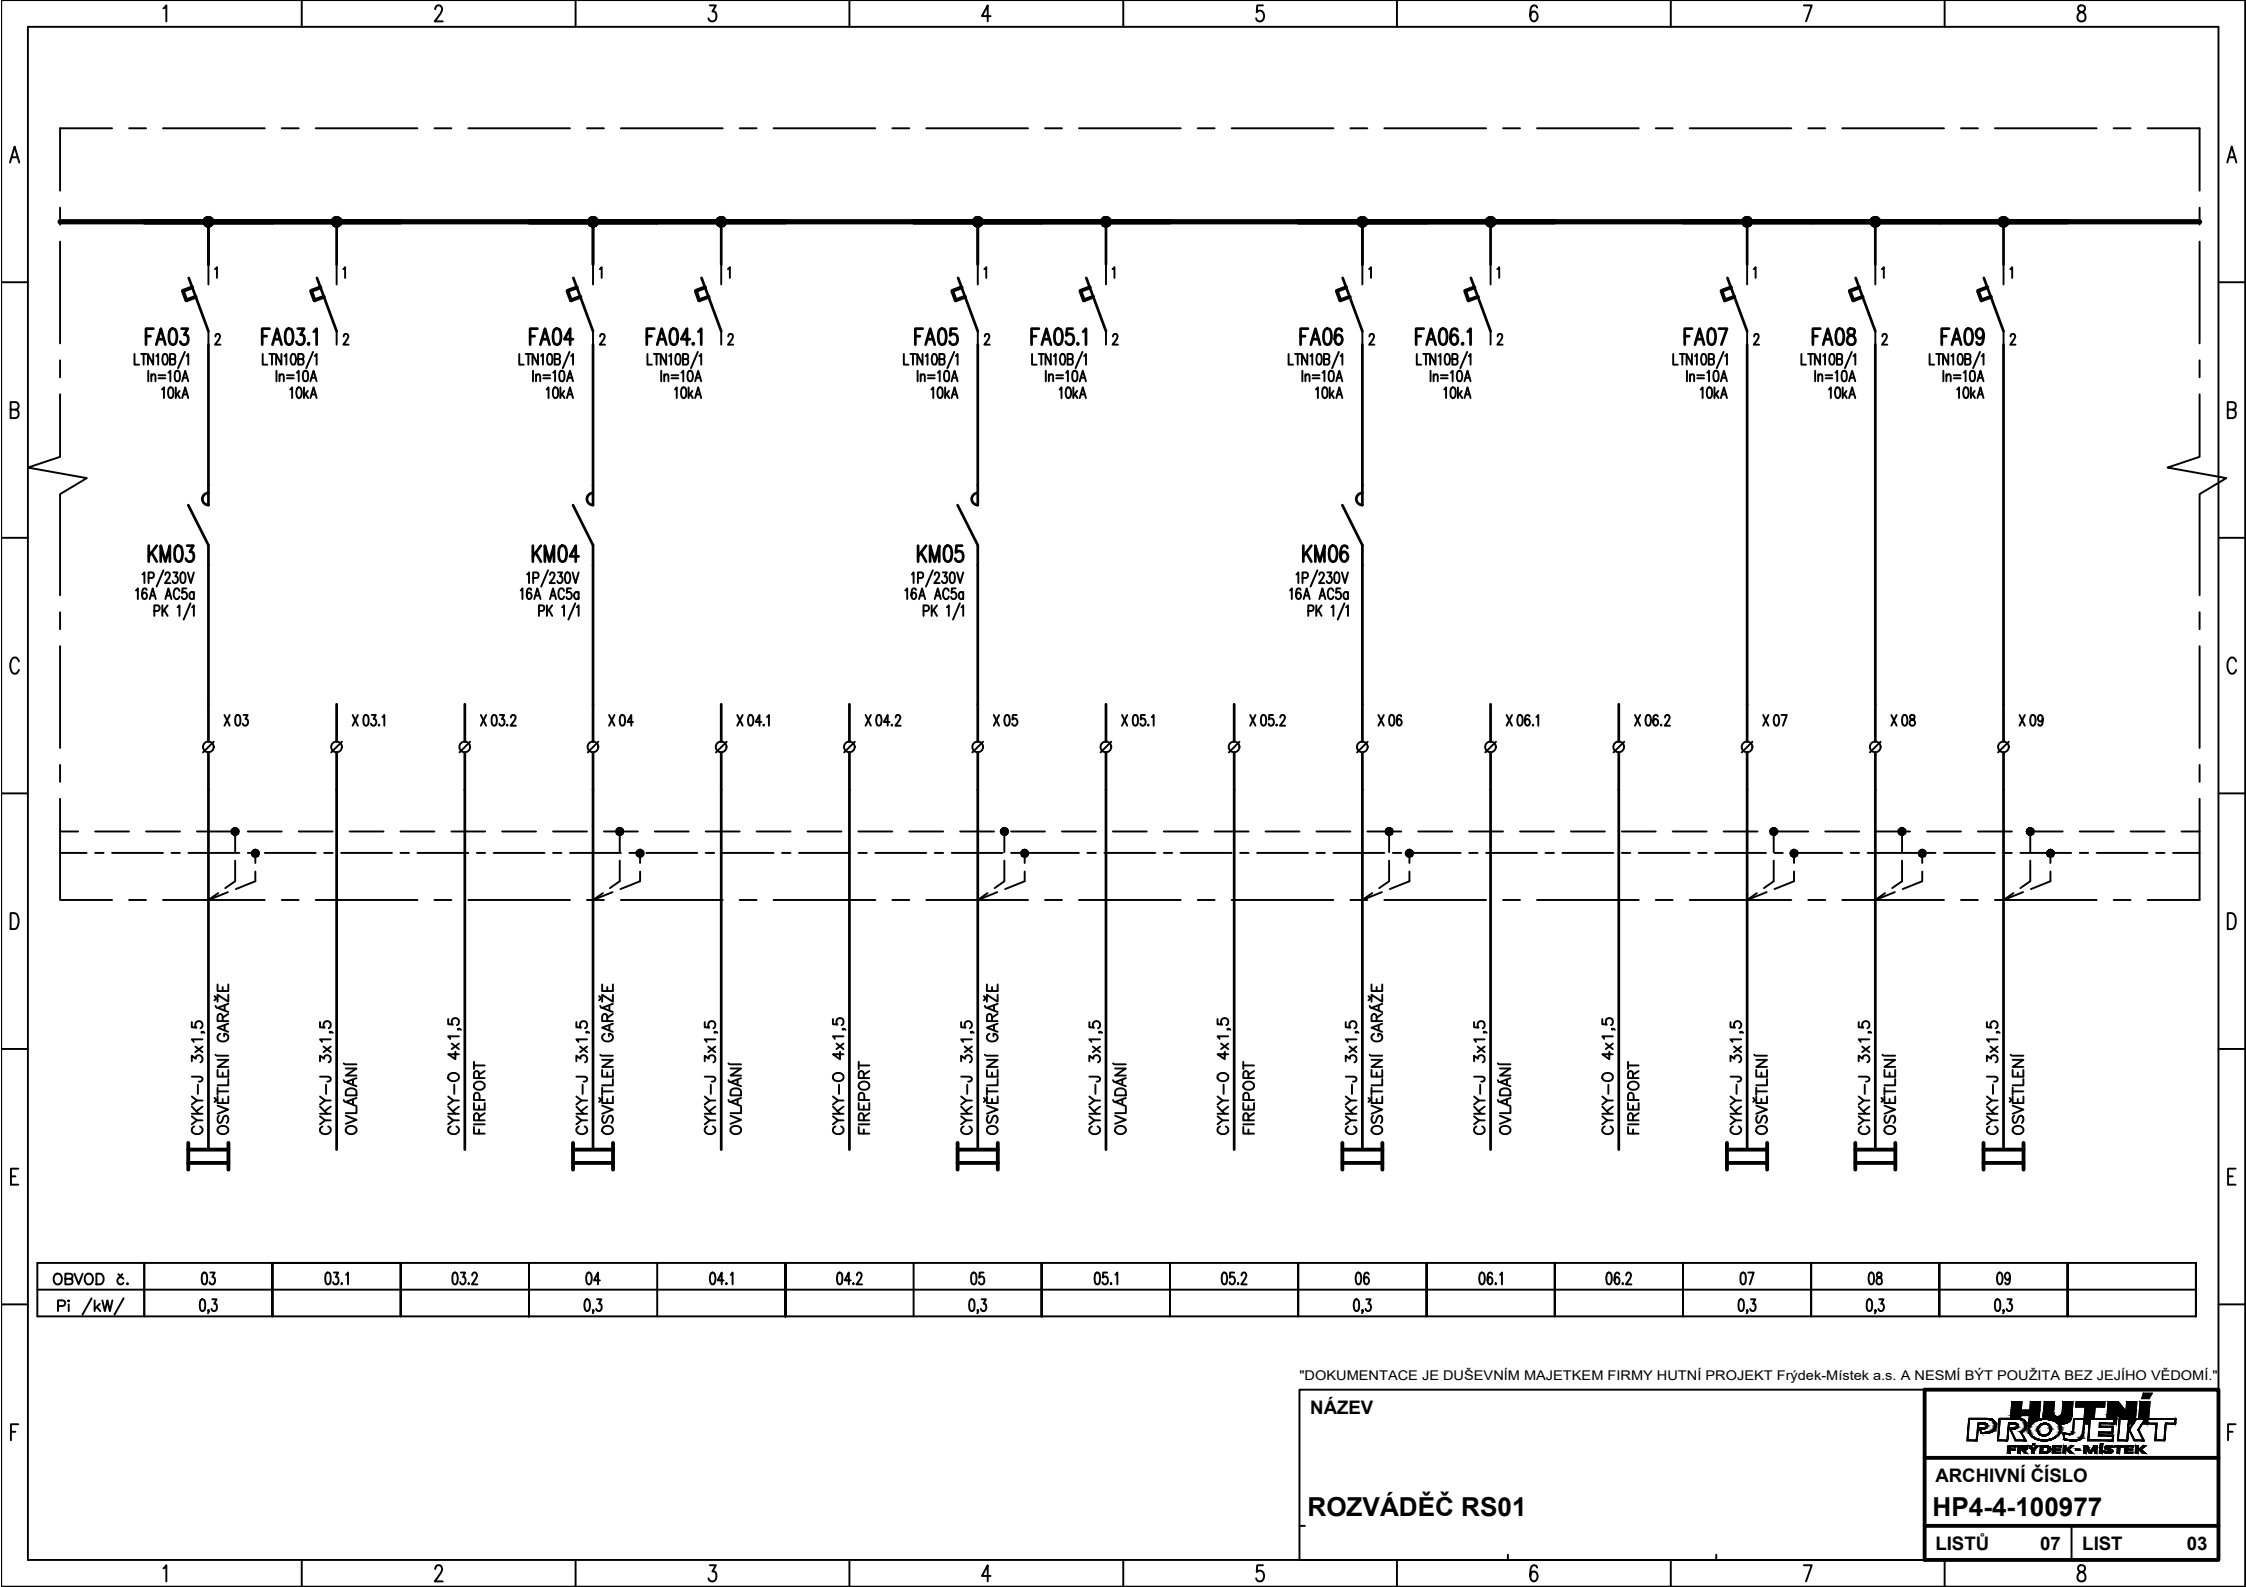 1 2 3 4 5 6 7 8
A A
1 1 1 1 1 1 1 1 1 1 1
B B
FA03 2 FA03.1 2 FA04 2 FA04.1 2 FA05 2 FA05.1 2 FA06 2 FA06.1 2 FA07 2 FA08 2 FA09 2
LTN10B/1 LTN10B/1 LTN10B/1 LTN10B/1 LTN10B/1 LTN10B/1 LTN10B/1 LTN10B/1 LTN10B/1 LTN10B/1 LTN10B/1
In=10A In=10A In=10A In=10A In=10A In=10A In=10A In=10A In=10A In=10A In=10A
10kA 10kA 10kA 10kA 10kA 10kA 10kA 10kA 10kA 10kA 10kA
KM03 KM04 KM05 KM06
1P/230V 1P/230V 1P/230V 1P/230V
16A AC5a 16A AC5a 16A AC5a 16A AC5a
PK 1/1 PK 1/1 PK 1/1 PK 1/1
C C
X 03 X 03.1 X 03.2 X 04 X 04.1 X 04.2 X 05 X 05.1 X 05.2 X 06 X 06.1 X 06.2 X 07 X 08 X 09
D D
CYKY-J 3x1,5
OSVĚTLENÍ GARÁŽE
CYKY-J 3x1,5
OVLÁDÁNÍ
CYKY-O 4x1,5
FIREPORT
CYKY-J 3x1,5
OSVĚTLENÍ GARÁŽE
CYKY-J 3x1,5
OVLÁDÁNÍ
CYKY-O 4x1,5
FIREPORT
CYKY-J 3x1,5
OSVĚTLENÍ GARÁŽE
CYKY-J 3x1,5
OVLÁDÁNÍ
CYKY-O 4x1,5
FIREPORT
CYKY-J 3x1,5
OSVĚTLENÍ GARÁŽE
CYKY-J 3x1,5
OVLÁDÁNÍ
CYKY-O 4x1,5
FIREPORT
CYKY-J 3x1,5
OSVĚTLENÍ
CYKY-J 3x1,5
OSVĚTLENÍ
CYKY-J 3x1,5
OSVĚTLENÍ
E E
OBVOD č. 03 03.1 03.2 04 04.1 04.2 05 05.1 05.2 06 06.1 06.2 07 08 09
Pi /kW/ 0,3 0,3 0,3 0,3 0,3 0,3 0,3
"DOKUMENTACE JE DUŠEVNÍM MAJETKEM FIRMY HUTNÍ PROJEKT Frýdek-Místek a.s. A NESMÍ BÝT POUŽITA BEZ JEJÍHO VĚDOMÍ."
F F
NÁZEV
ROZVÁDĚČ RS01
HUTNÍ
PROJEKT
FRÝDEK-MÍSTEK
ARCHIVNÍ ČÍSLO
HP4-4-100977
LISTŮ 07 LIST 03
1 2 3 4 5 6 7 8